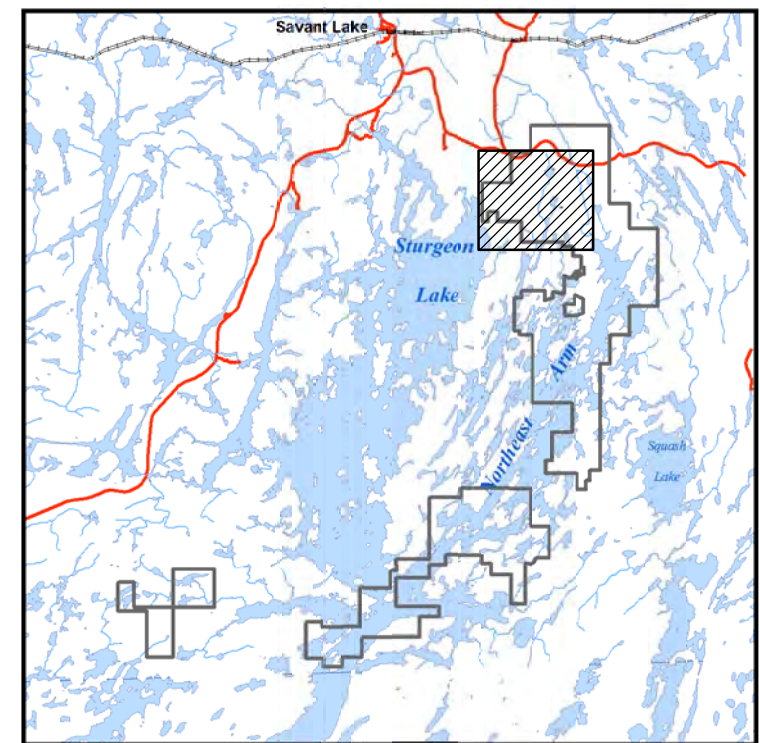 Savant Lake
Sturgeon
Lake
Arm
Northeast
Squash
Lake